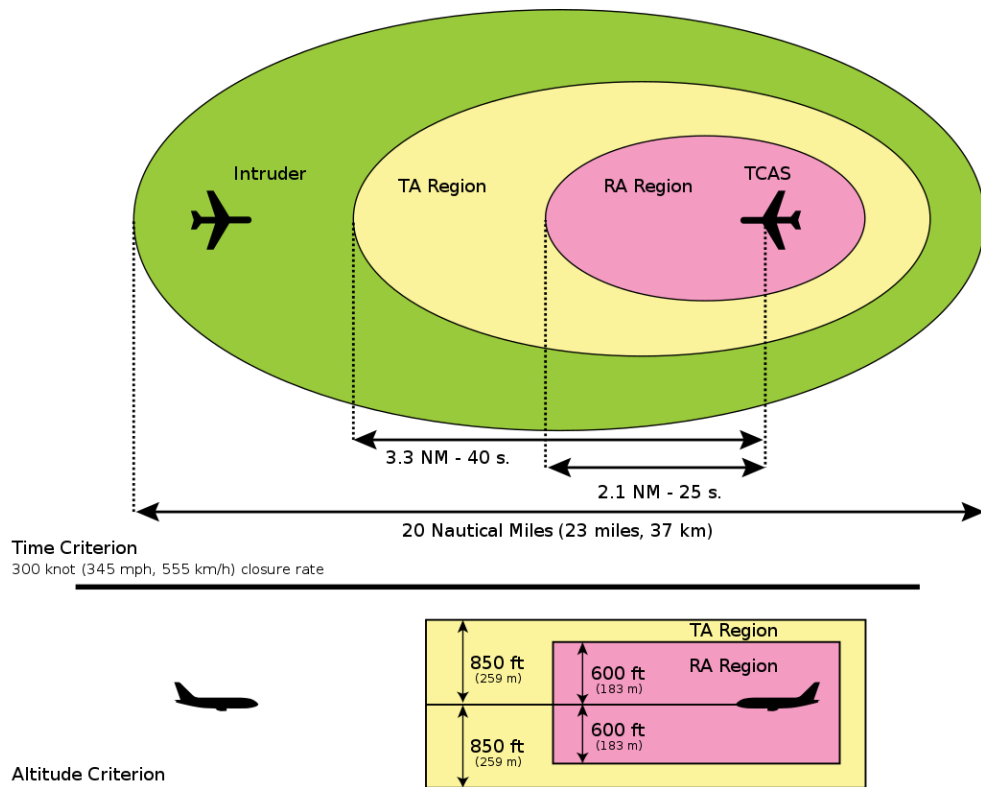 Intruder
TA Region
RA Region
TCAS
3.3 NM - 40 s.
2.1 NM - 25 s.
20 Nautical Miles (23 miles, 37 km)
Time Criterion
300 knot (345 mph, 555 km/h) closure rate
TA Region
RA Region
850 ft
(259 m)
600 ft
(183 m)
600 ft
(183 m)
850 ft
(259 m)
Altitude Criterion